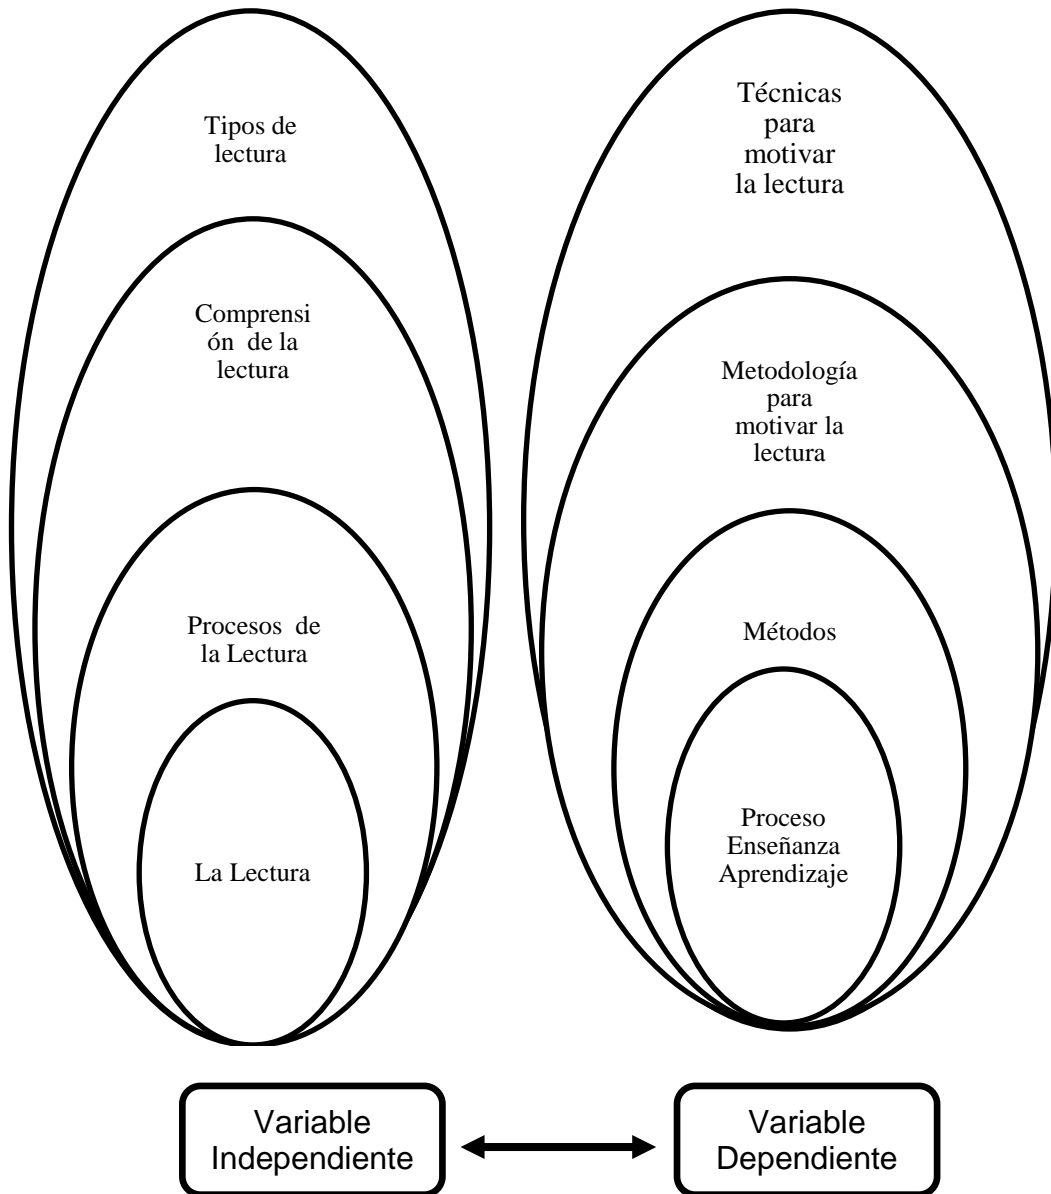 Tipos de
lectura
Comprensi
ón de la
lectura
Procesos de
la Lectura
La Lectura
Técnicas
para
motivar
la lectura
Metodología
para
motivar la
lectura
Métodos
Proceso
Enseñanza
Aprendizaje
Variable
Independiente
Variable
Dependiente